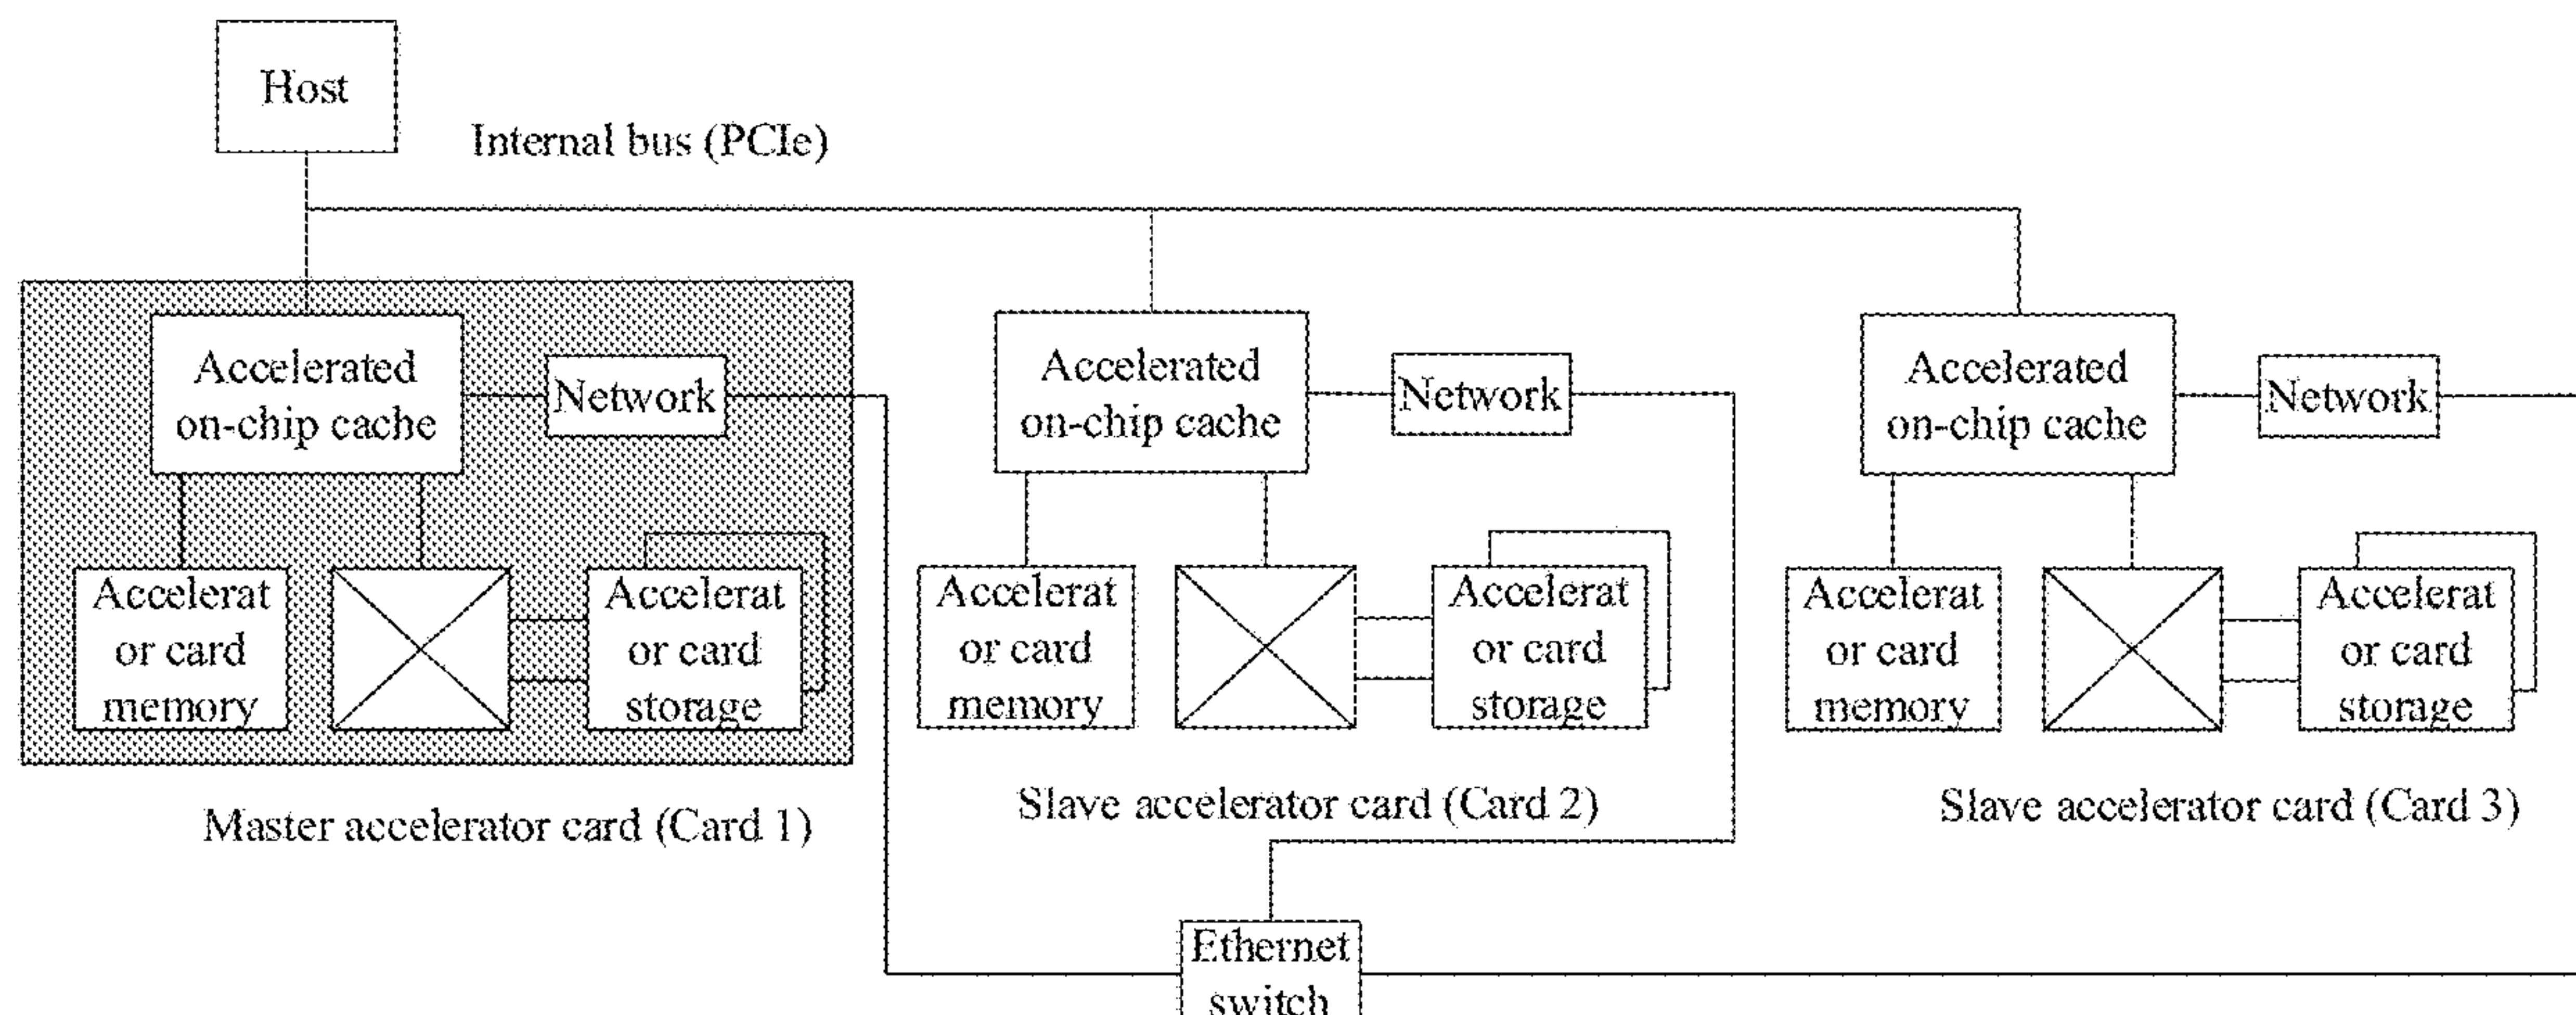 Host
Internal bus (PCIe)
Accelerated
on-chip cache
Network
Accelerat
or card
memory
Accelerat
or card
storage
Master accelerator card (Card 1)
Accelerated
on-chip cache
Network
Accelerat
or card
memory
Accelerat
or card
storage
Slave accelerator card (Card 2)
Accelerated
on-chip cache
Network
Accelerat
or card
memory
Accelerat
or card
storage
Slave accelerator card (Card 3)
Ethernet
switch